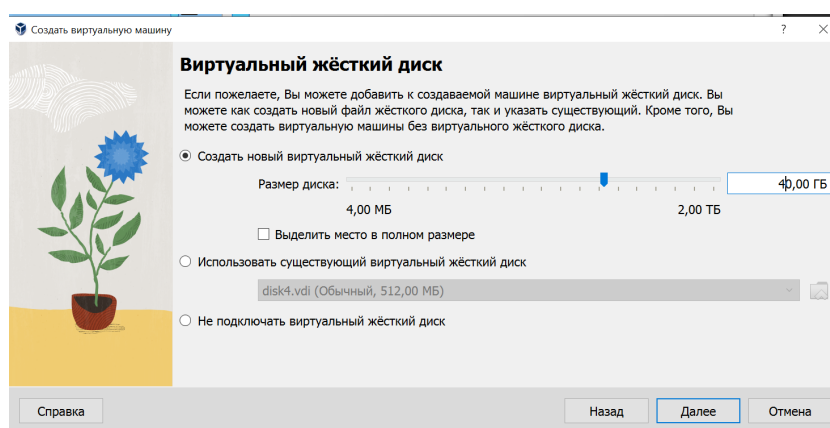 Создать виртуальную машину
? ×
Виртуальный жёсткий диск
Если пожелаете, Вы можете добавить к создаваемой машине виртуальный жёсткий диск. Вы
можете как создать новый файл жёсткого диска, так и указать существующий. Кроме того, Вы
можете создать виртуальную машины без виртуального жёсткого диска.
Создать новый виртуальный жёсткий диск
Размер диска:
40,00 ГБ
4,00 МБ
2,00 ТБ
Выделить место в полном размере
Использовать существующий виртуальный жёсткий диск
disk4.vdi (Обычный, 512,00 МБ)
Не подключать виртуальный жёсткий диск
Справка
Назад
Далее
Отмена